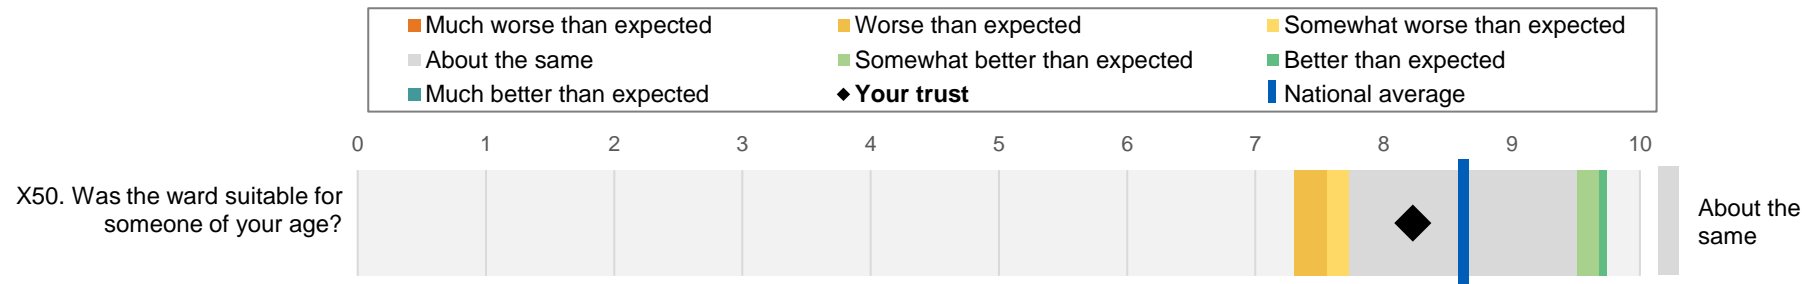 Much worse than expected
Worse than expected
Somewhat worse than expected
About the same
Somewhat better than expected
Better than expected
Much better than expected
Your trust
National average
0 1 2 3 4 5 6 7 8 9 10
X50. Was the ward suitable for
someone of your age?
About the
same